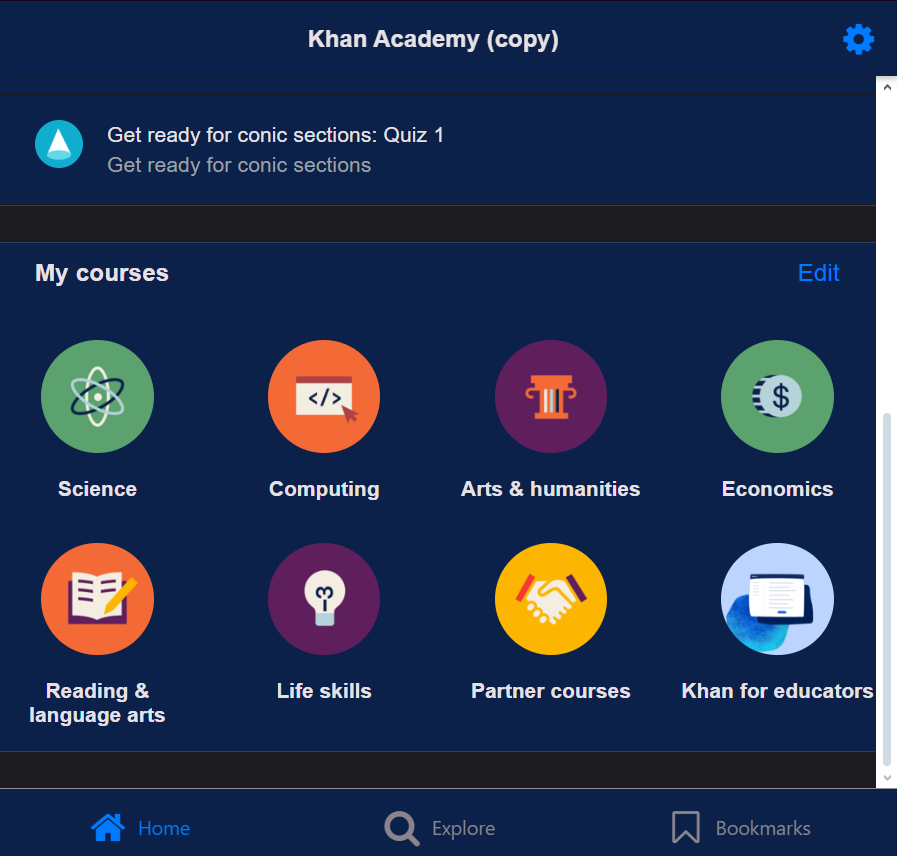 Khan Academy (copy)
Get ready for conic sections: Quiz 1
Get ready for conic sections
My courses
Edit
</>
$
Science
Computing
Arts & humanities
Economics
Reading &
language arts
Life skills
Partner courses
Khan for educators
Home
Explore
Bookmarks